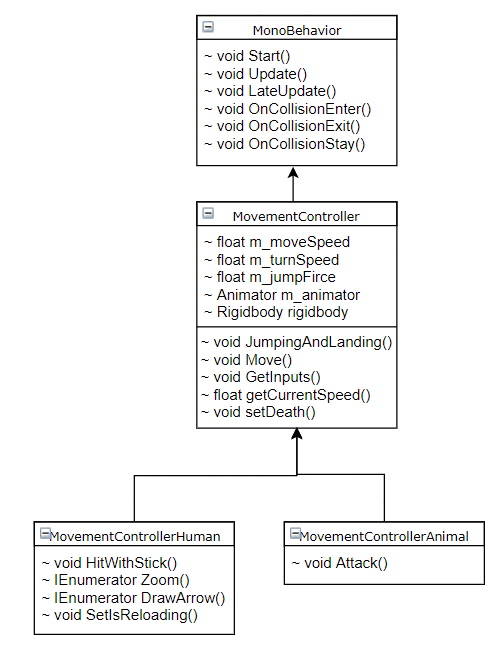 MonoBehavior
~ void Start()
~ void Update()
~ void LateUpdate()
~ void OnCollisionEnter()
~ void OnCollisionExit()
~ void OnCollisionStay()
MovementController
~ float m_moveSpeed
~ float m_turnSpeed
~ float m_jumpFirce
~ Animator m_animator
~ Rigidbody rigidbody
~ void JumpingAndLanding()
~ void Move()
~ void GetInputs()
~ float getCurrentSpeed()
~ void setDeath()
MovementControllerHuman
~ void HitWithStick()
~ IEnumerator Zoom()
~ IEnumerator DrawArrow()
~ void SetIsReloading()
MovementControllerAnimal
~ void Attack()